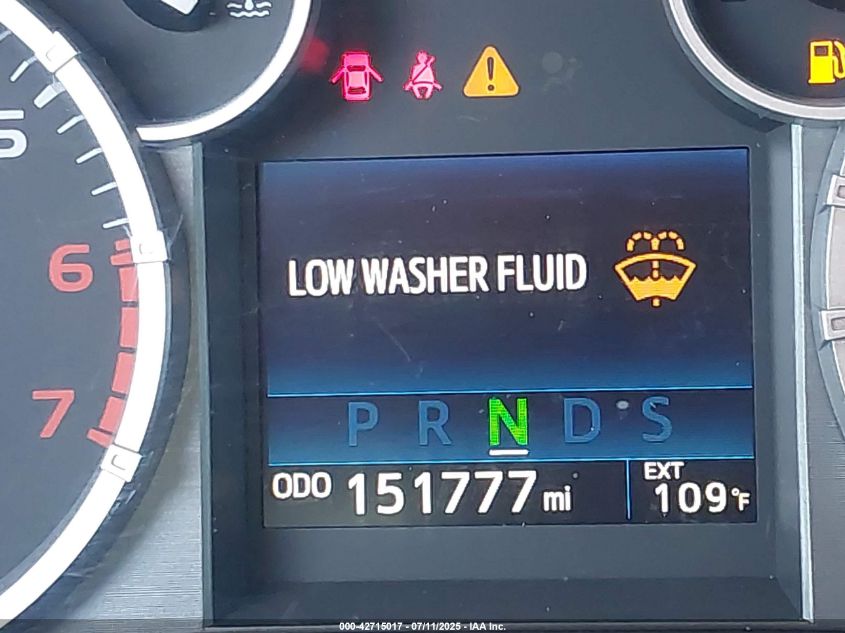 5
6
7
LOW WASHER FLUID
P R N D S
ODO 151777 mi
EXT 109°F
000-42715017 - 07/11/2025 - IAA Inc.